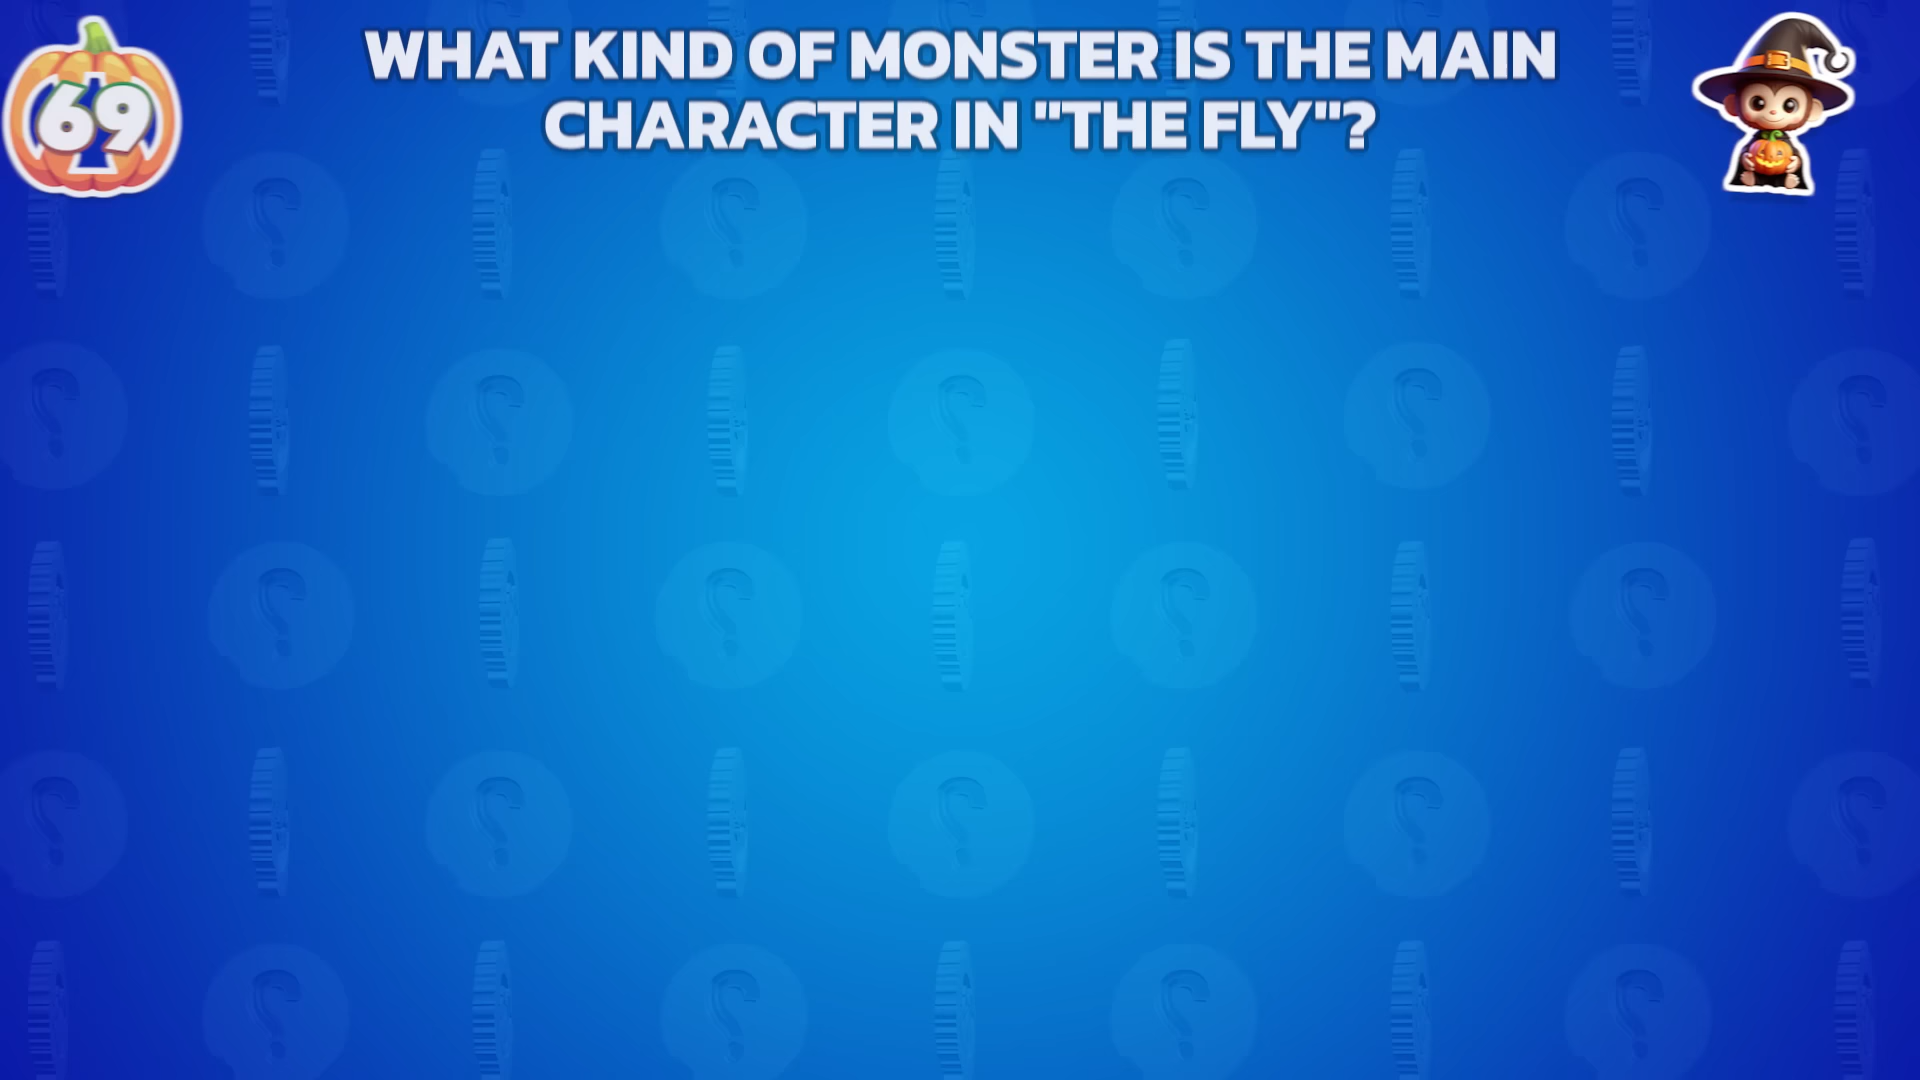 69
WHAT KIND OF MONSTER IS THE MAIN
CHARACTER IN "THE FLY"?